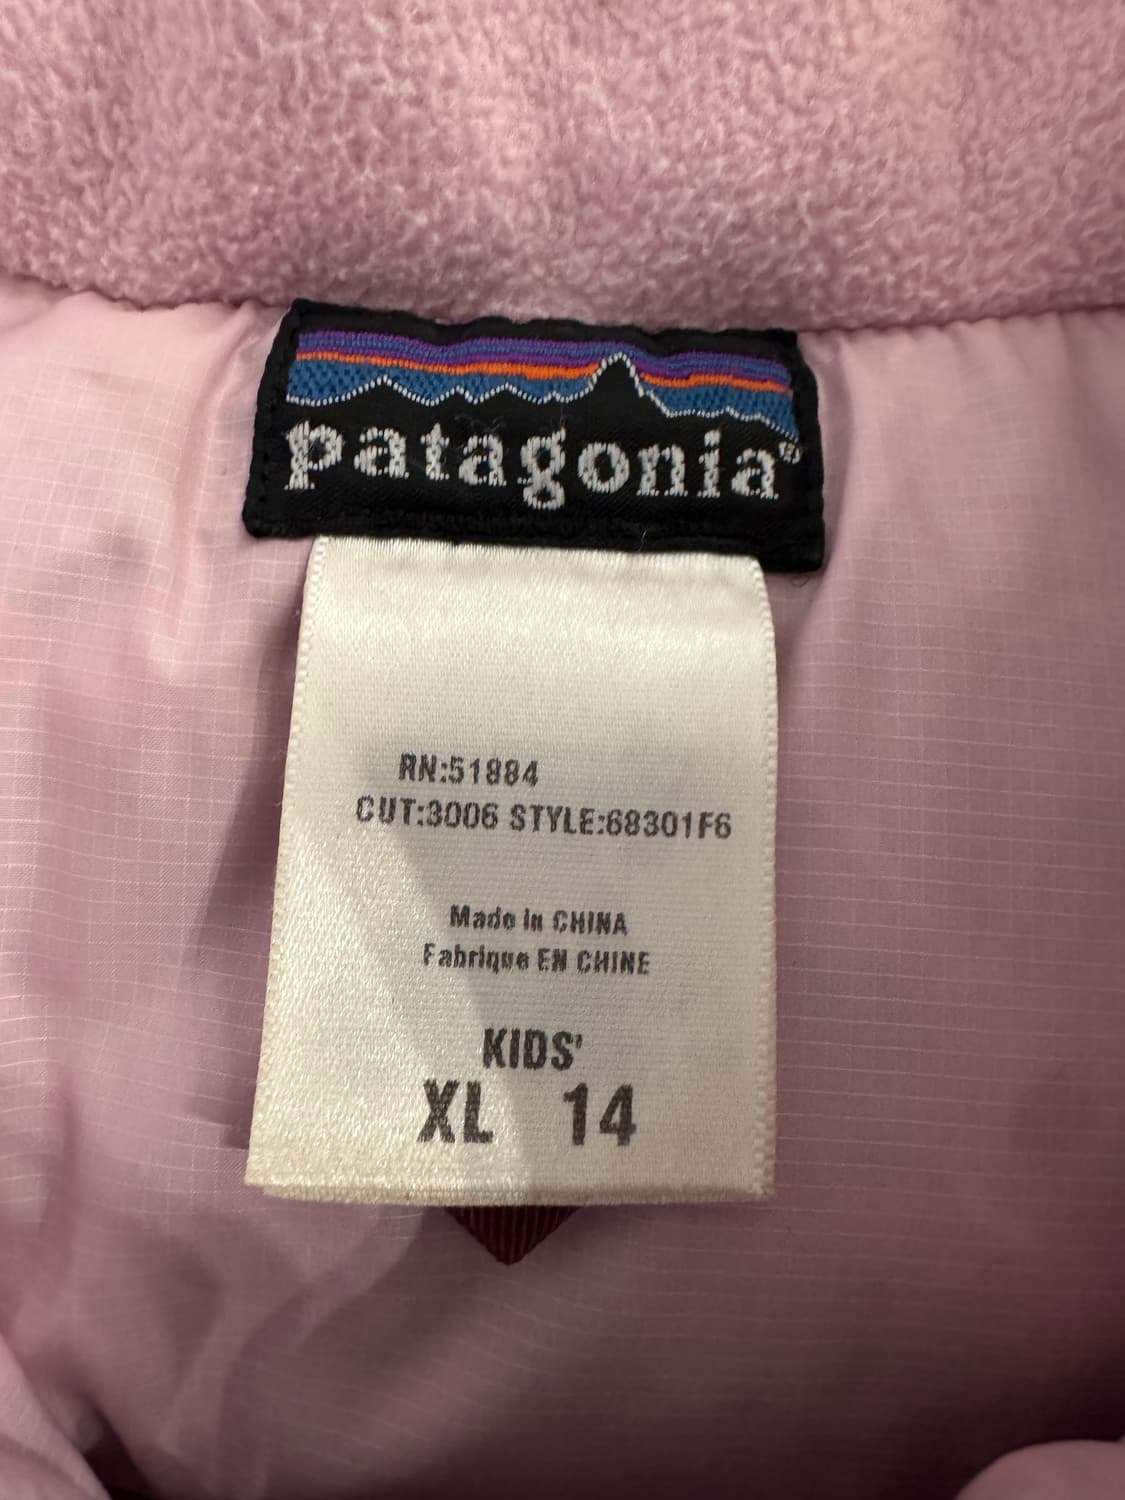 patagonia®
RN:51884
CUT:3006 STYLE:68301F6
Made in CHINA
Fabrique EN CHINE
KIDS'
XL 14